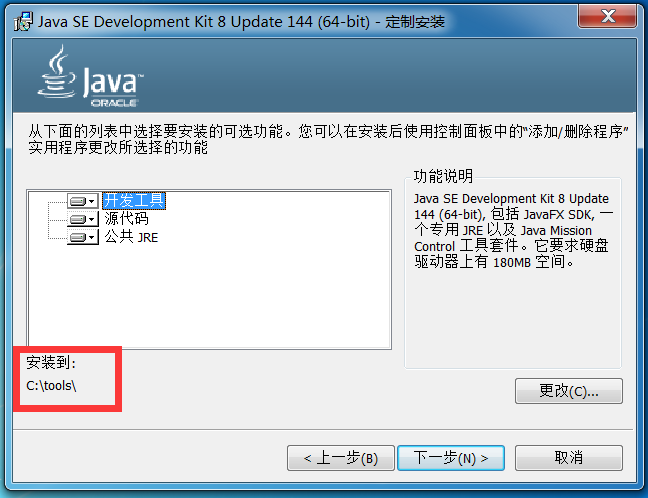 Java SE Development Kit 8 Update 144 (64-bit) - 定制安装
Java™
ORACLE
从下面的列表中选择要安装的可选功能。您可以在安装后使用控制面板中的“添加/删除程序”
实用程序更改所选择的功能
开发工具
源代码
公共 JRE
功能说明
Java SE Development Kit 8 Update
144 (64-bit), 包括 JavaFX SDK, 一
个专用 JRE 以及 Java Mission
Control 工具套件。它要求硬盘
驱动器上有 180MB 空间。
安装到:
C:\tools\
更改(C)...
< 上一步(B)
下一步(N) >
取消